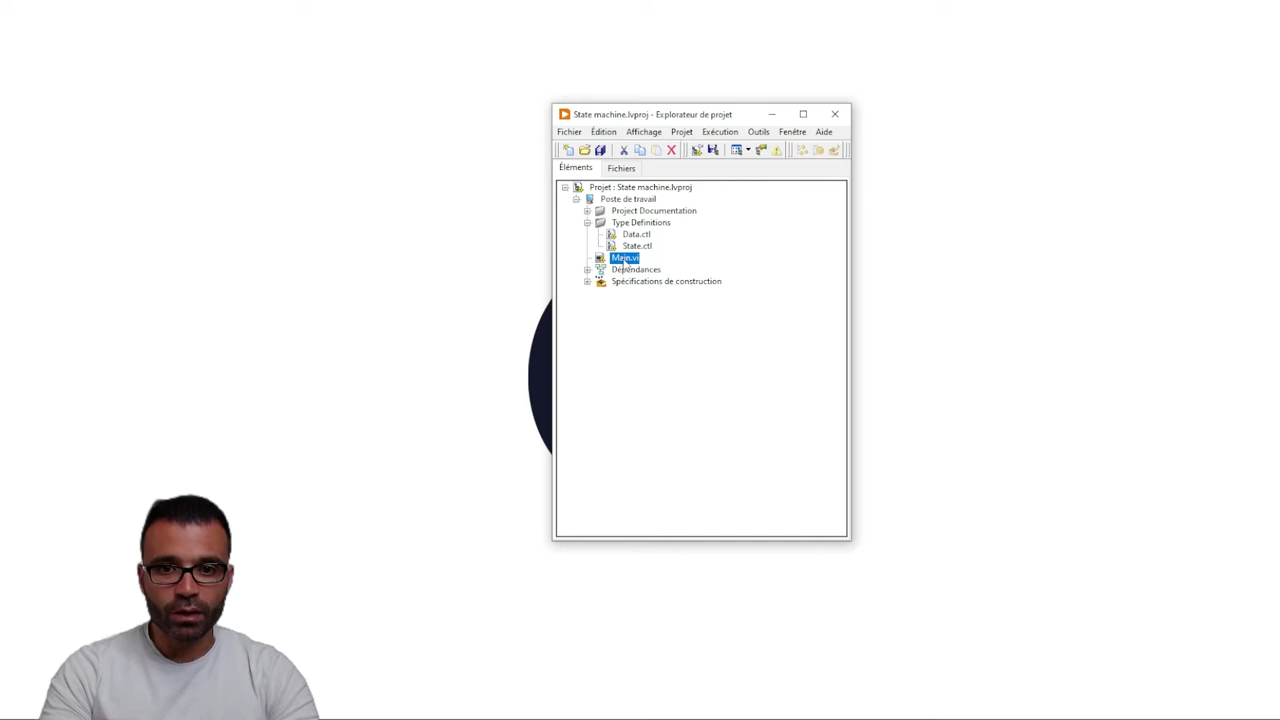 State machine.lvproj - Explorateur de projet
Fichier Édition Affichage Projet Exécution Outils Fenêtre Aide
Éléments Fichiers
Projet : State machine.lvproj
Poste de travail
Project Documentation
Type Definitions
Data.ctl
State.ctl
Main.vi
Dépendances
Spécifications de construction